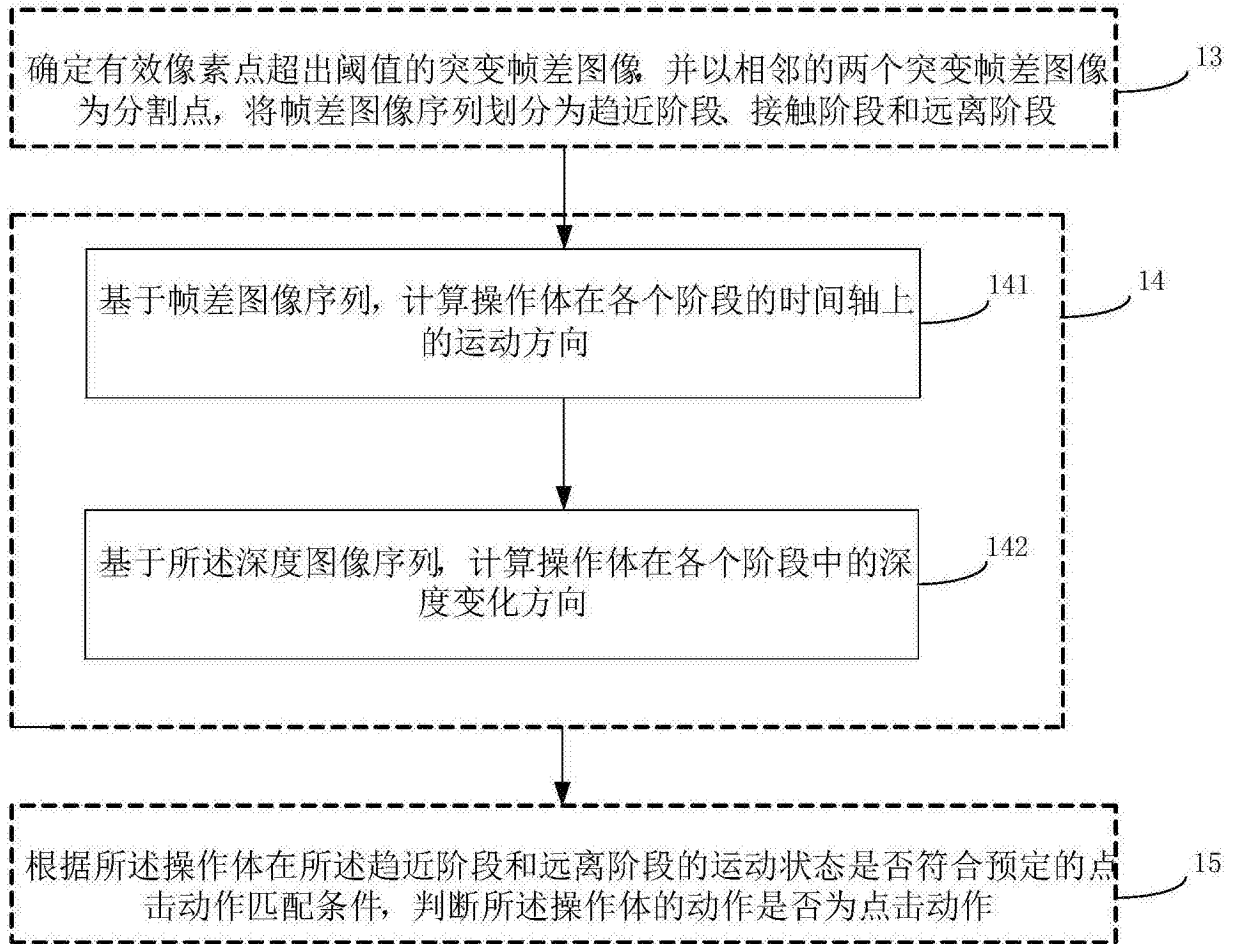 确定有效像素点超出阈值的突变帧差图像,并以相邻的两个突变帧差图像
为分割点，将帧差图像序列划分为趋近阶段、接触阶段和远离阶段
13
基于帧差图像序列，计算操作体在各个阶段的时间轴上
的运动方向
141
14
基于所述深度图像序列，计算操作体在各个阶段中的深
度变化方向
142
根据所述操作体在所述趋近阶段和远离阶段的运动状态是否符合预定的点
击动作匹配条件，判断所述操作体的动作是否为点击动作
15